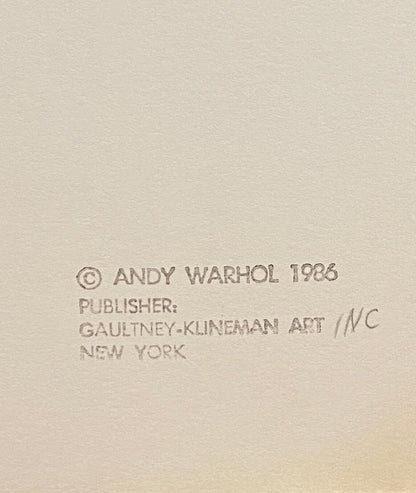 © ANDY WARHOL 1986
PUBLISHER:
GAULTNEY-KLINEMAN ART INC
NEW YORK